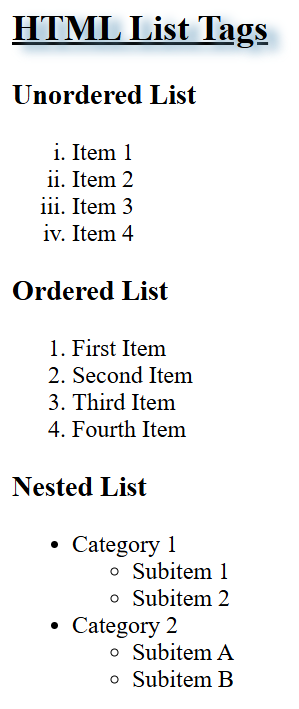 HTML List Tags
Unordered List
i. Item 1
ii. Item 2
iii. Item 3
iv. Item 4
Ordered List
1. First Item
2. Second Item
3. Third Item
4. Fourth Item
Nested List
• Category 1
◦ Subitem 1
◦ Subitem 2
• Category 2
◦ Subitem A
◦ Subitem B